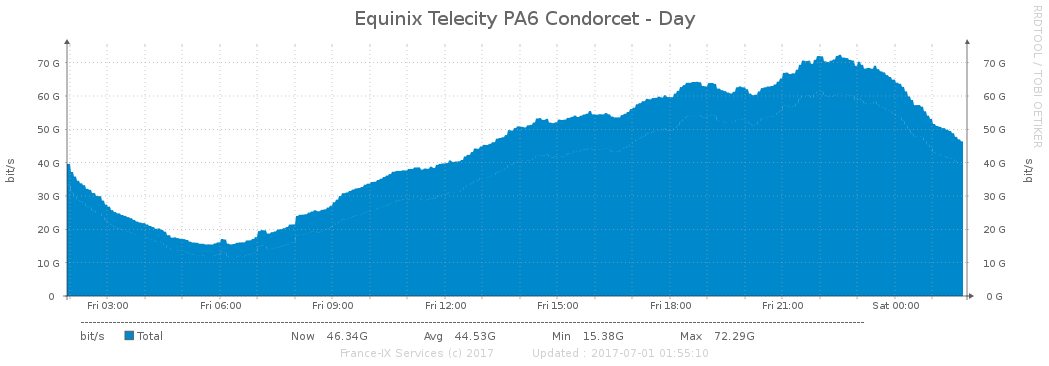 Equinix Telecity PA6 Condorcet - Day
RRDTOOL / TOBI OETIKER
bit/s
bit/s
70 G 70 G
60 G 60 G
50 G 50 G
40 G 40 G
30 G 30 G
20 G 20 G
10 G 10 G
0 0 G
Fri 03:00 Fri 06:00 Fri 09:00 Fri 12:00 Fri 15:00 Fri 18:00 Fri 21:00 Sat 00:00
bit/s Total Now 46.34G Avg 44.53G Min 15.38G Max 72.29G
France-IX Services (c) 2017 Updated : 2017-07-01 01:55:10